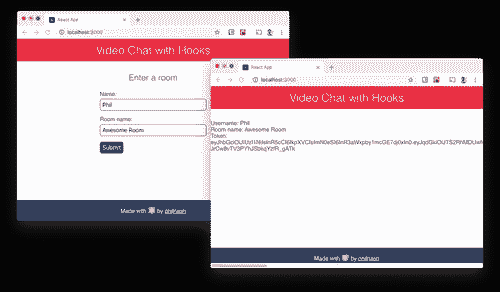 React App
localhost:3000
Video Chat with Hooks
Enter a room
Name:
Phil
Room name:
Awesome Room
Submit
Made with by philnash
React App
localhost:3000
Video Chat with Hooks
Username: Phil
Room name: Awesome Room
Token:
Made with by philnash